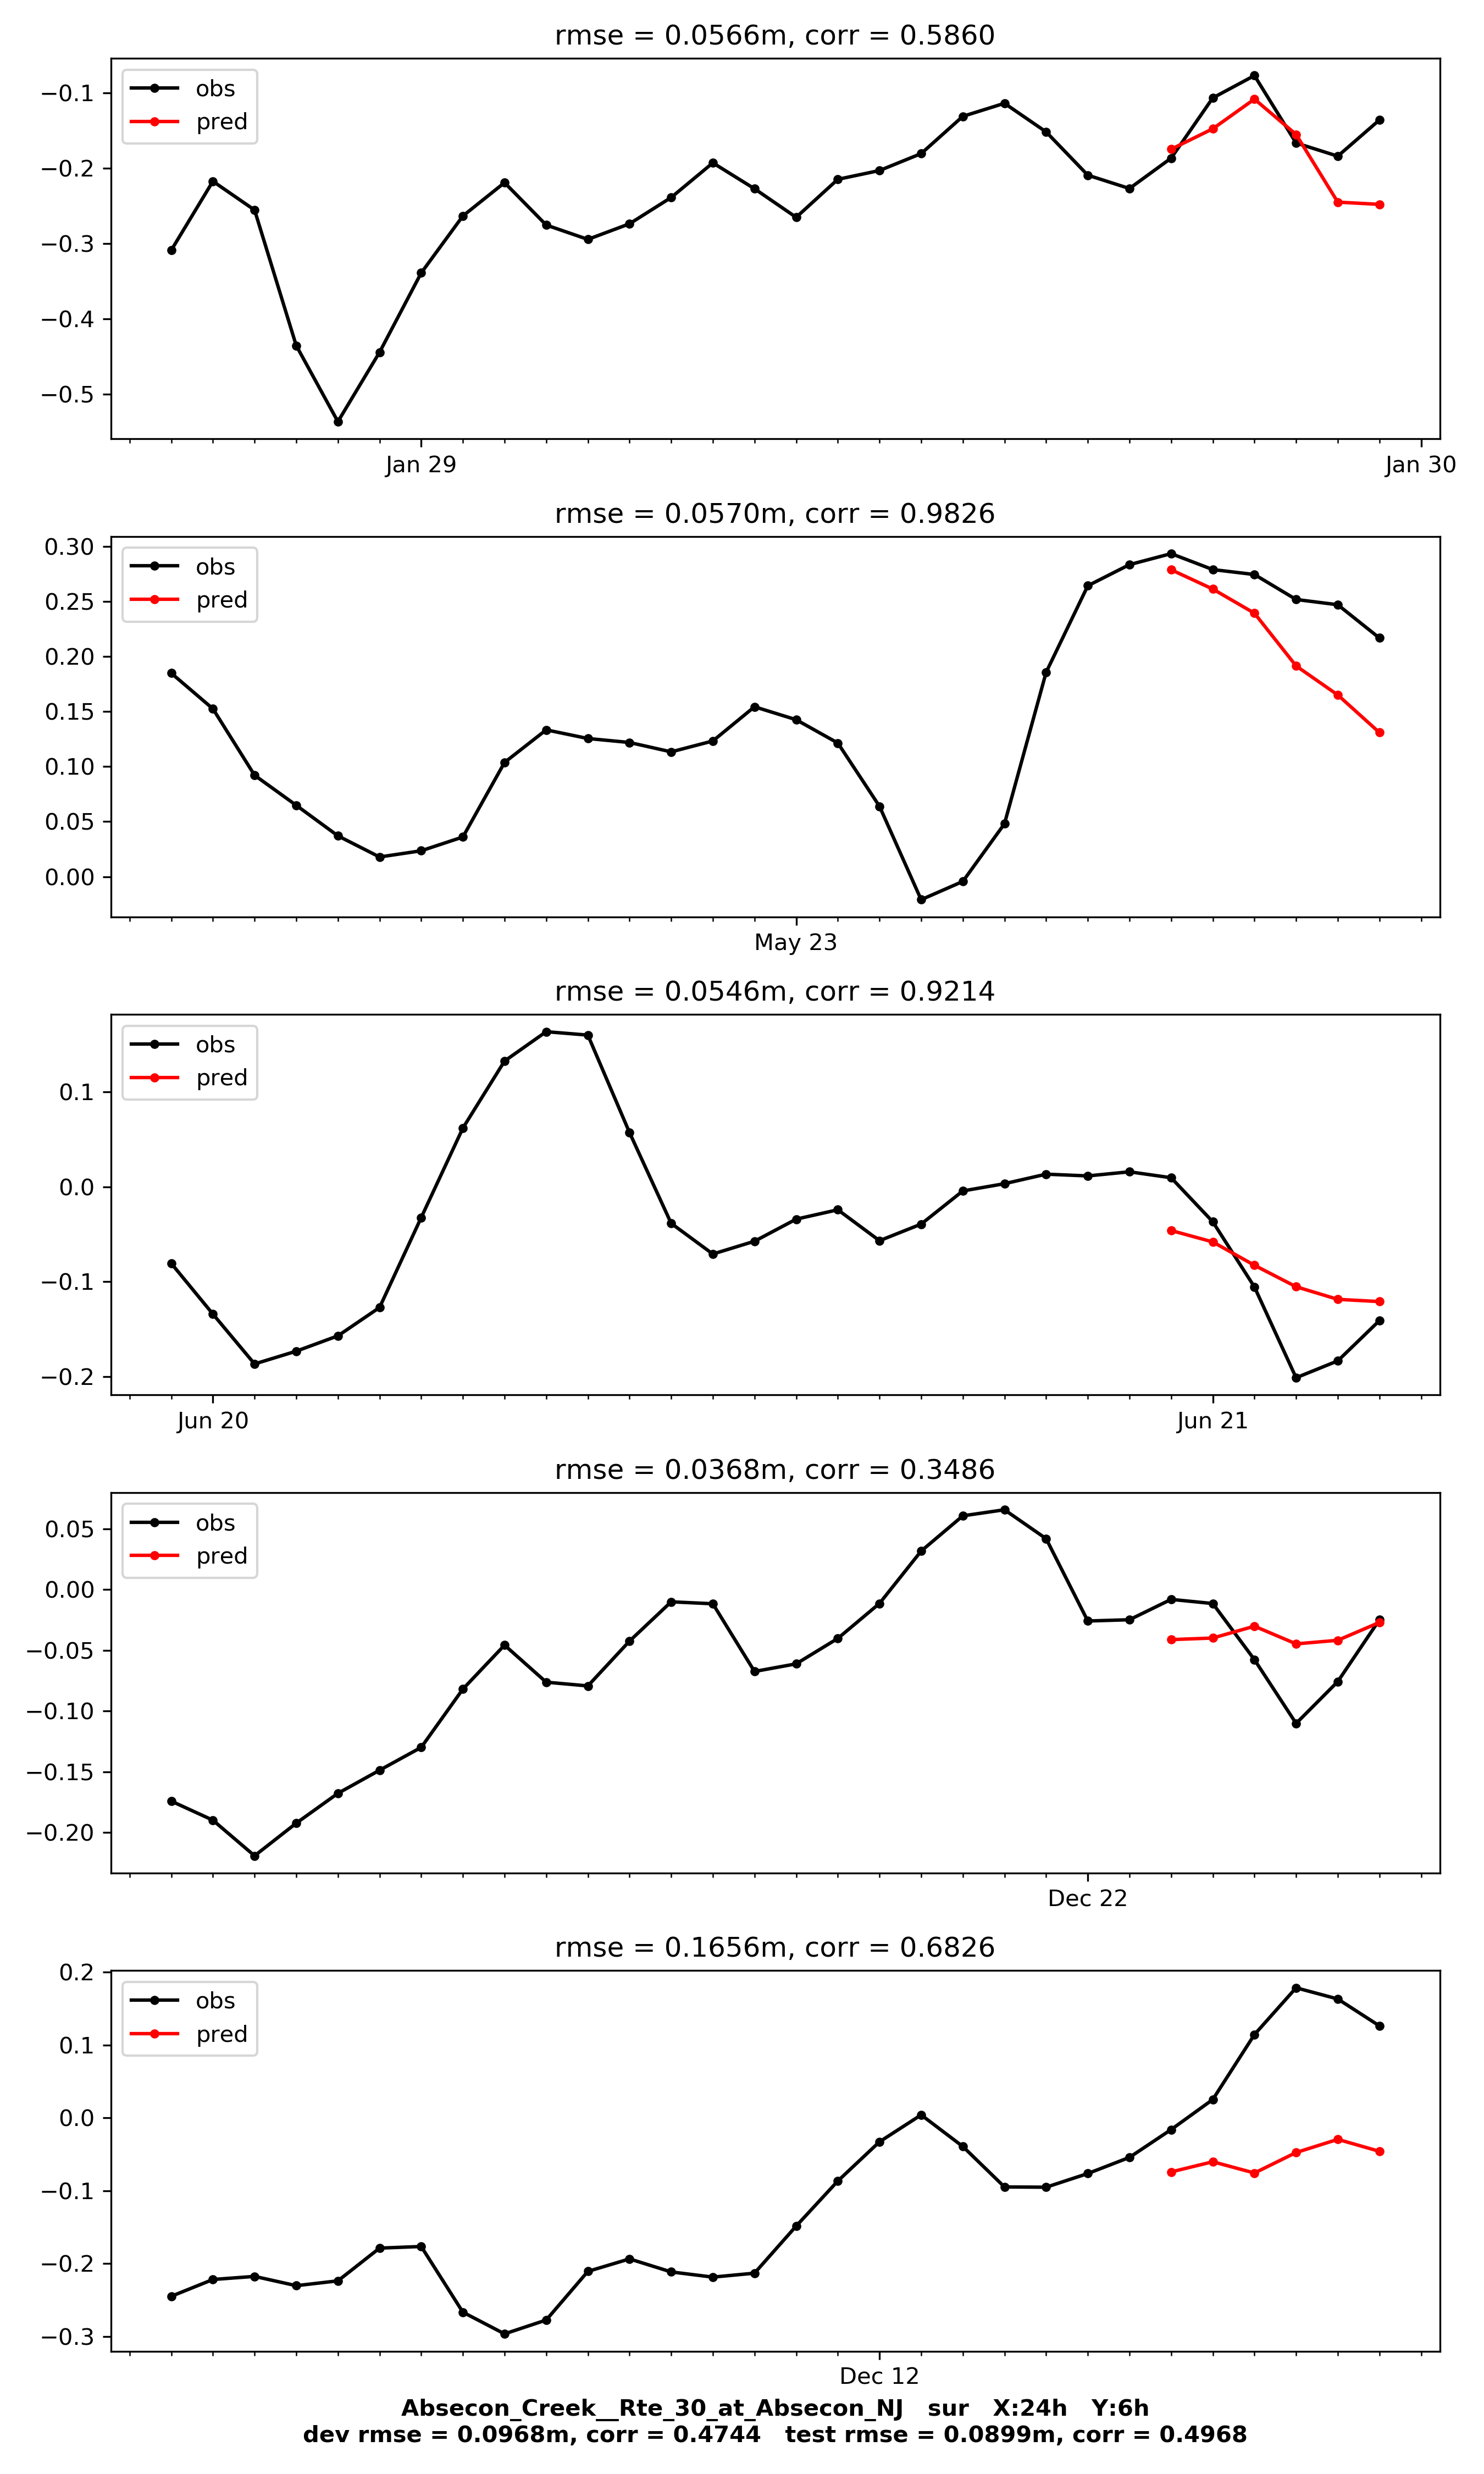 rmse = 0.0566m, corr = 0.5860
obs
pred
−0.1
−0.2
−0.3
−0.4
−0.5
Jan 29
Jan 30
rmse = 0.0570m, corr = 0.9826
obs
pred
0.30
0.25
0.20
0.15
0.10
0.05
0.00
May 23
rmse = 0.0546m, corr = 0.9214
obs
pred
0.1
0.0
−0.1
−0.2
Jun 20
Jun 21
rmse = 0.0368m, corr = 0.3486
obs
pred
0.05
0.00
−0.05
−0.10
−0.15
−0.20
Dec 22
rmse = 0.1656m, corr = 0.6826
obs
pred
0.2
0.1
0.0
−0.1
−0.2
−0.3
Dec 12
Absecon_Creek__Rte_30_at_Absecon_NJ   sur   X:24h   Y:6h
dev rmse = 0.0968m, corr = 0.4744   test rmse = 0.0899m, corr = 0.4968